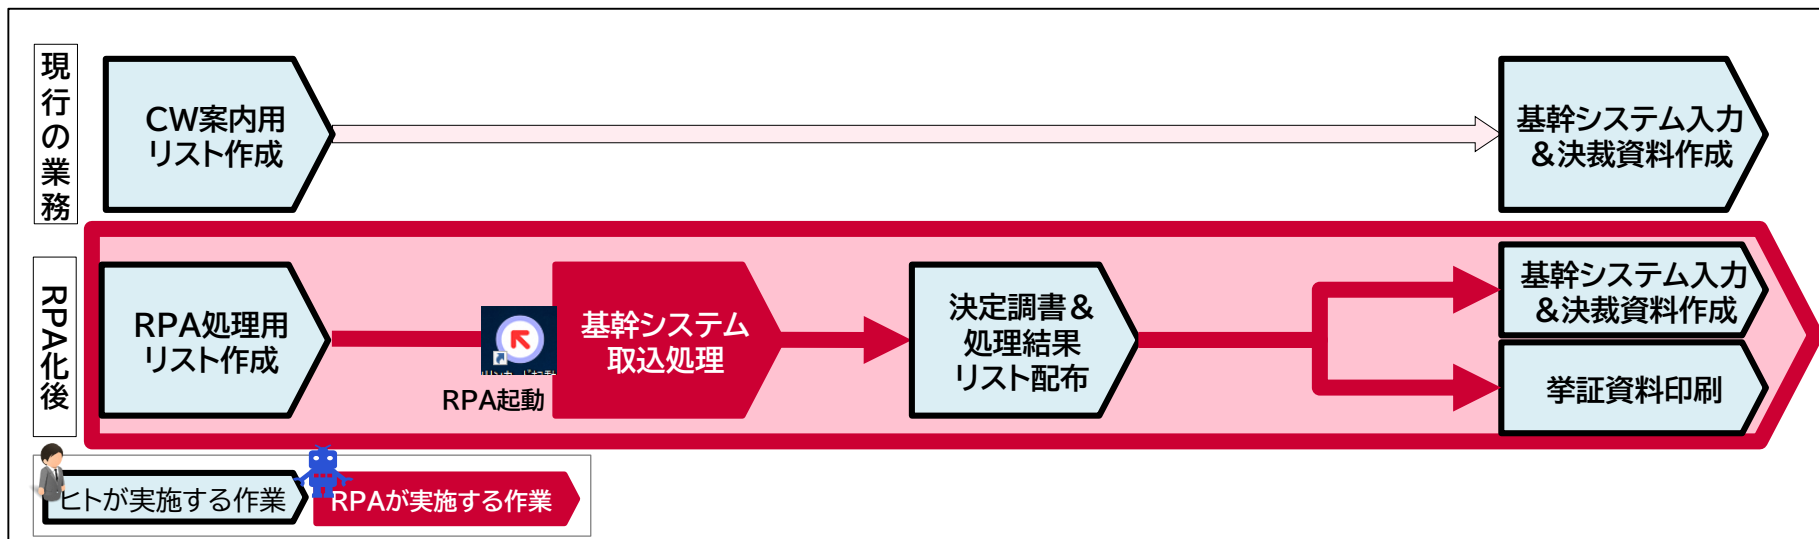 現行の業務
CW案内用
リスト作成
基幹システム入力
＆決裁資料作成
RPA化後
RPA処理用
リスト作成
RPA起動
基幹システム
取込処理
決定調書＆
処理結果
リスト配布
基幹システム入力
＆決裁資料作成
挙証資料印刷
ヒトが実施する作業
RPAが実施する作業